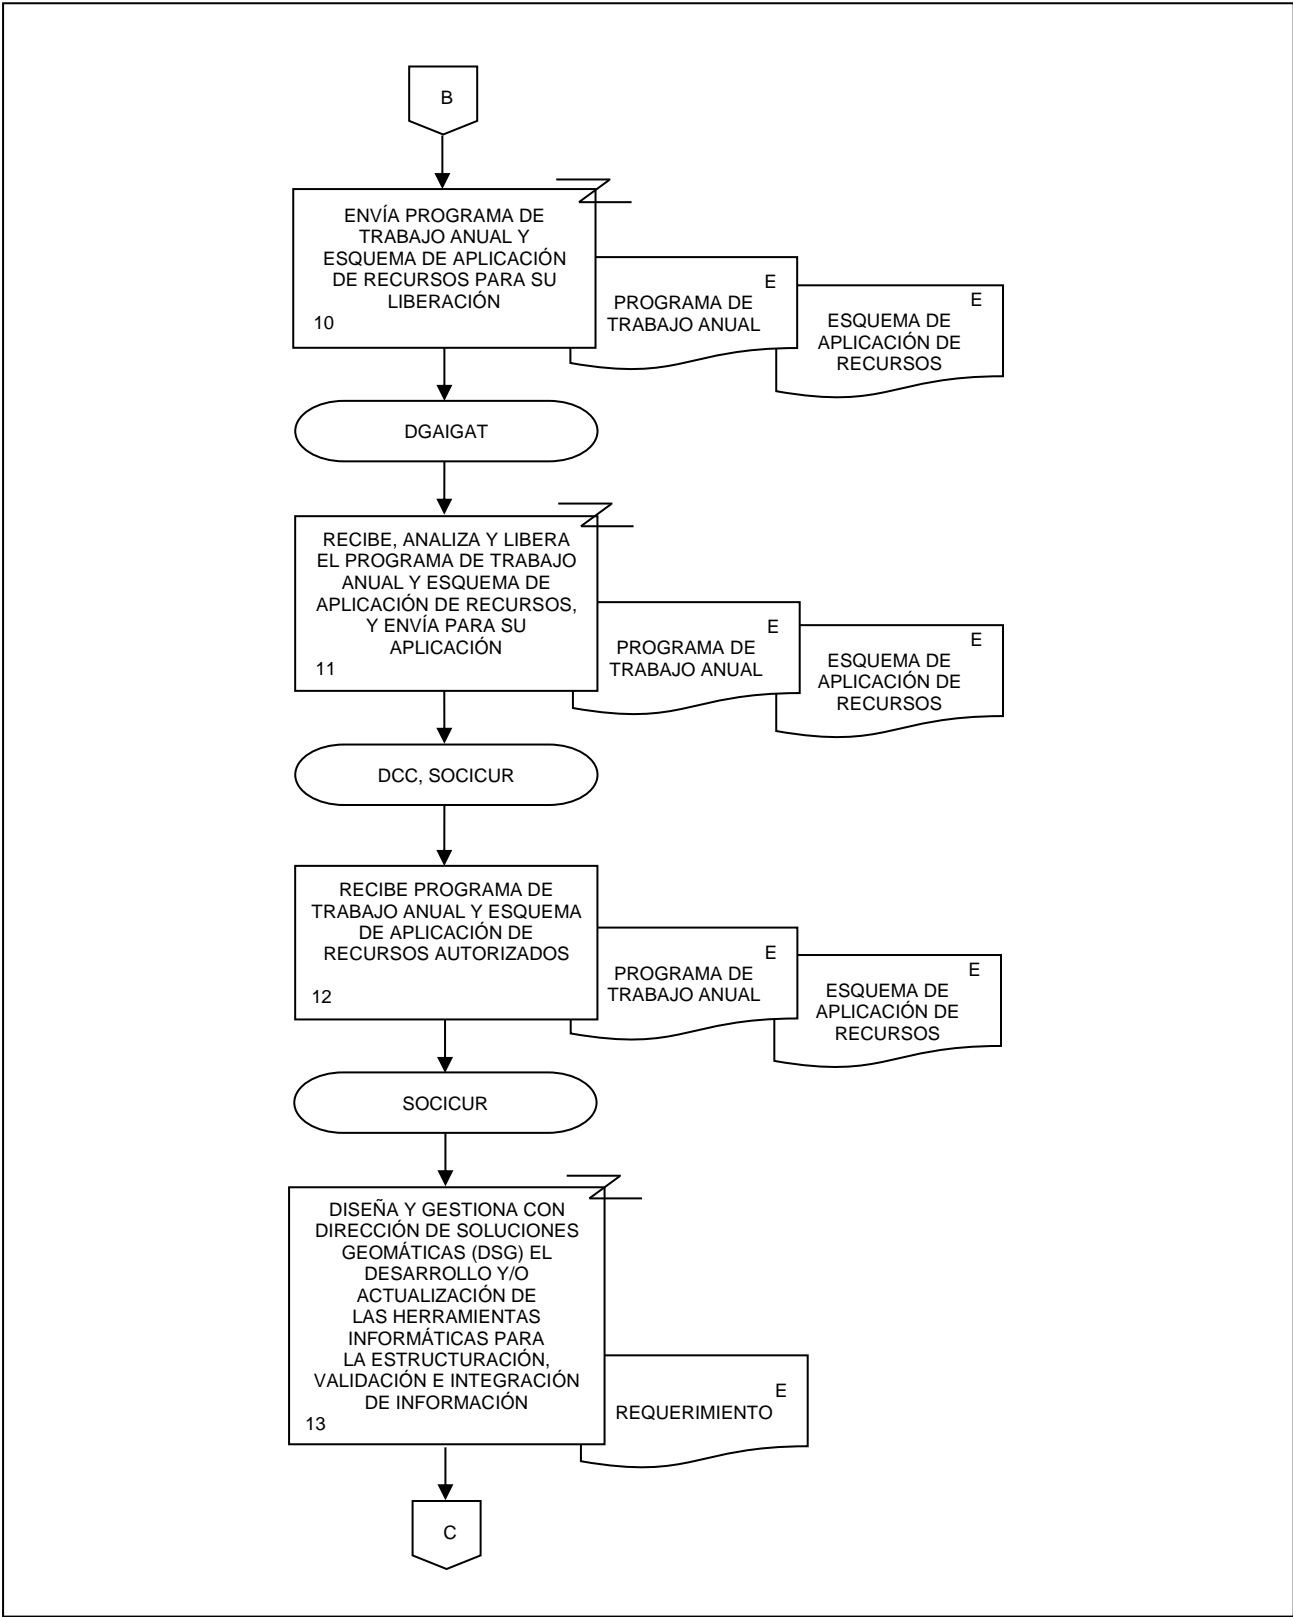 B
ENVÍA PROGRAMA DE
TRABAJO ANUAL Y
ESQUEMA DE APLICACIÓN
DE RECURSOS PARA SU
LIBERACIÓN
10
E
PROGRAMA DE
TRABAJO ANUAL
E
ESQUEMA DE
APLICACIÓN DE
RECURSOS
DGAIGAT
RECIBE, ANALIZA Y LIBERA
EL PROGRAMA DE TRABAJO
ANUAL Y ESQUEMA DE
APLICACIÓN DE RECURSOS,
Y ENVÍA PARA SU
APLICACIÓN
11
E
PROGRAMA DE
TRABAJO ANUAL
E
ESQUEMA DE
APLICACIÓN DE
RECURSOS
DCC, SOCICUR
RECIBE PROGRAMA DE
TRABAJO ANUAL Y ESQUEMA
DE APLICACIÓN DE
RECURSOS AUTORIZADOS
12
E
PROGRAMA DE
TRABAJO ANUAL
E
ESQUEMA DE
APLICACIÓN DE
RECURSOS
SOCICUR
DISEÑA Y GESTIONA CON
DIRECCIÓN DE SOLUCIONES
GEOMÁTICAS (DSG) EL
DESARROLLO Y/O
ACTUALIZACIÓN DE
LAS HERRAMIENTAS
INFORMÁTICAS PARA
LA ESTRUCTURACIÓN,
VALIDACIÓN E INTEGRACIÓN
DE INFORMACIÓN
13
E
REQUERIMIENTO
C